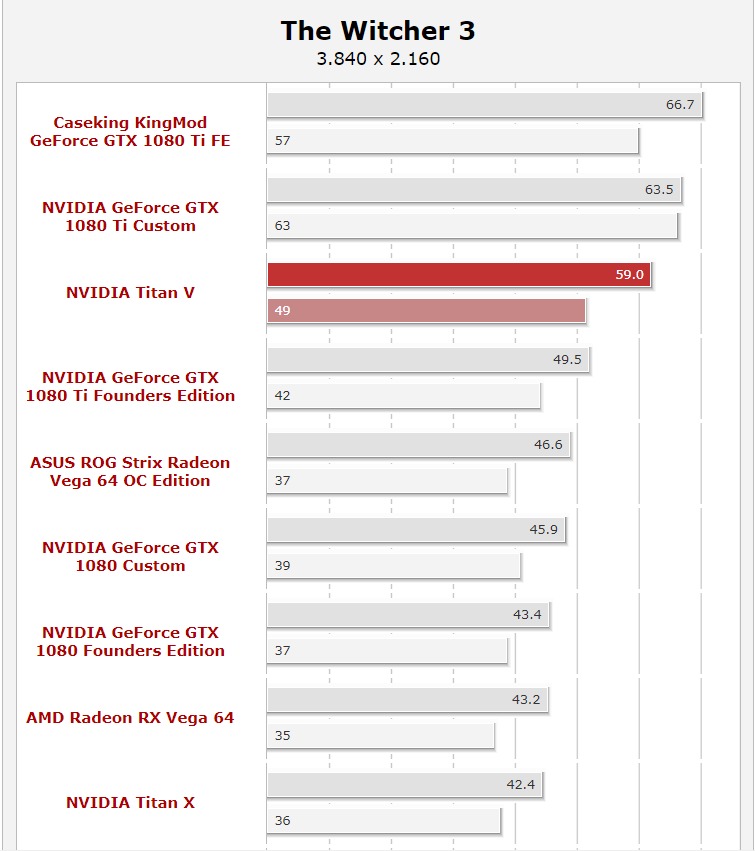 The Witcher 3
3.840 x 2.160
Caseking KingMod
GeForce GTX 1080 Ti FE
66.7
57
NVIDIA GeForce GTX
1080 Ti Custom
63.5
63
NVIDIA Titan V
59.0
49
NVIDIA GeForce GTX
1080 Ti Founders Edition
49.5
42
ASUS ROG Strix Radeon
Vega 64 OC Edition
46.6
37
NVIDIA GeForce GTX
1080 Custom
45.9
39
NVIDIA GeForce GTX
1080 Founders Edition
43.4
37
AMD Radeon RX Vega 64
43.2
35
NVIDIA Titan X
42.4
36